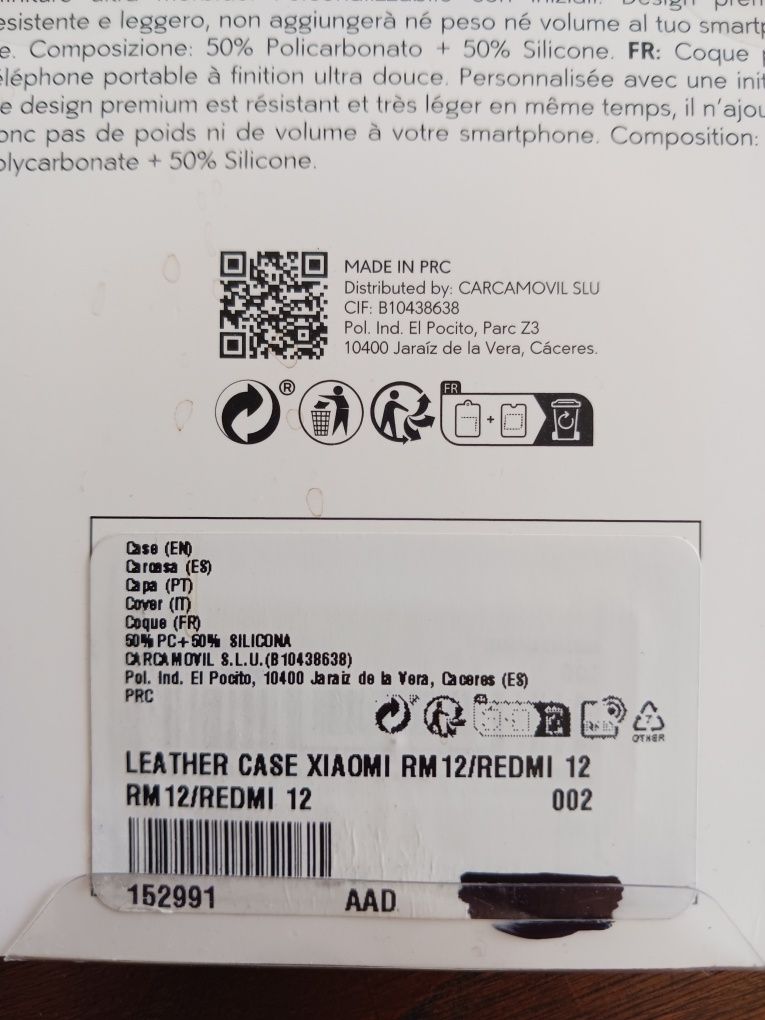 esistente e leggero, non aggiungerà né peso né volume al tuo smartp
e. Composizione: 50% Policarbonato + 50% Silicone. FR: Coque p
éléphone portable à finition ultra douce. Personnalisée avec une init
e design premium est résistant et très léger en même temps, il n'ajou
onc pas de poids ni de volume à votre smartphone. Composition:
olycarbonate + 50% Silicone.
MADE IN PRC
Distributed by: CARCAMOVIL SLU
CIF: B10438638
Pol. Ind. El Pocito, Parc Z3
10400 Jaraíz de la Vera, Cáceres.
®
FR
Case (EN)
Carcasa (ES)
Capa (PT)
Cover (IT)
Coque (FR)
50% PC+50% SILICONA
CARCAMOVIL S.L.U.(B10438638)
Pol. Ind. El Pocito, 10400 Jaraiz de la Vera, Caceres (ES)
PRC
RFID
7
OTHER
LEATHER CASE XIAOMI RM12/REDMI 12
RM12/REDMI 12 002
152991 AAD